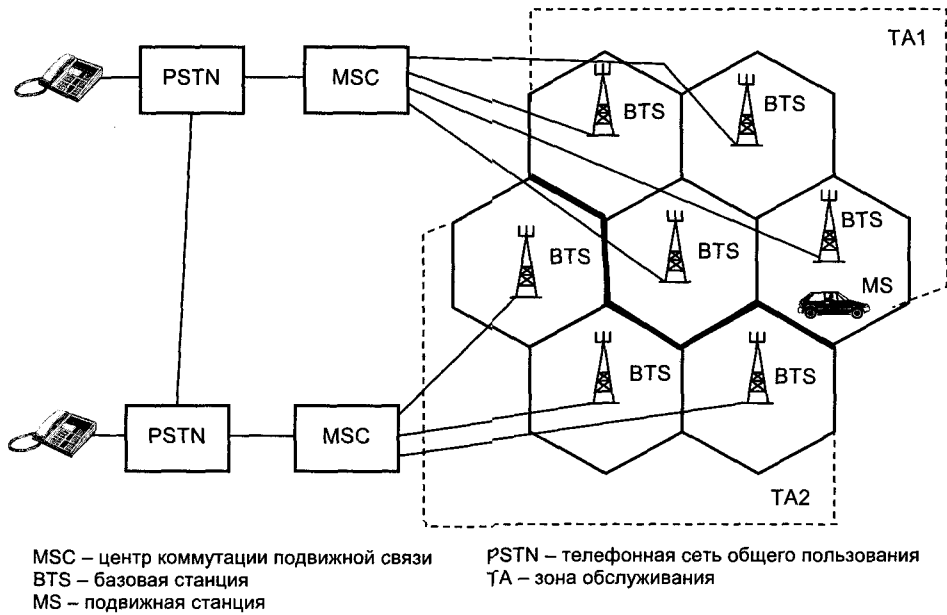 TA1
PSTN
MSC
BTS
BTS
BTS
BTS
BTS
MS
BTS
BTS
PSTN
MSC
TA2
MSC – центр коммутации подвижной связи
BTS – базовая станция
MS – подвижная станция
PSTN – телефонная сеть общего пользования
TA – зона обслуживания